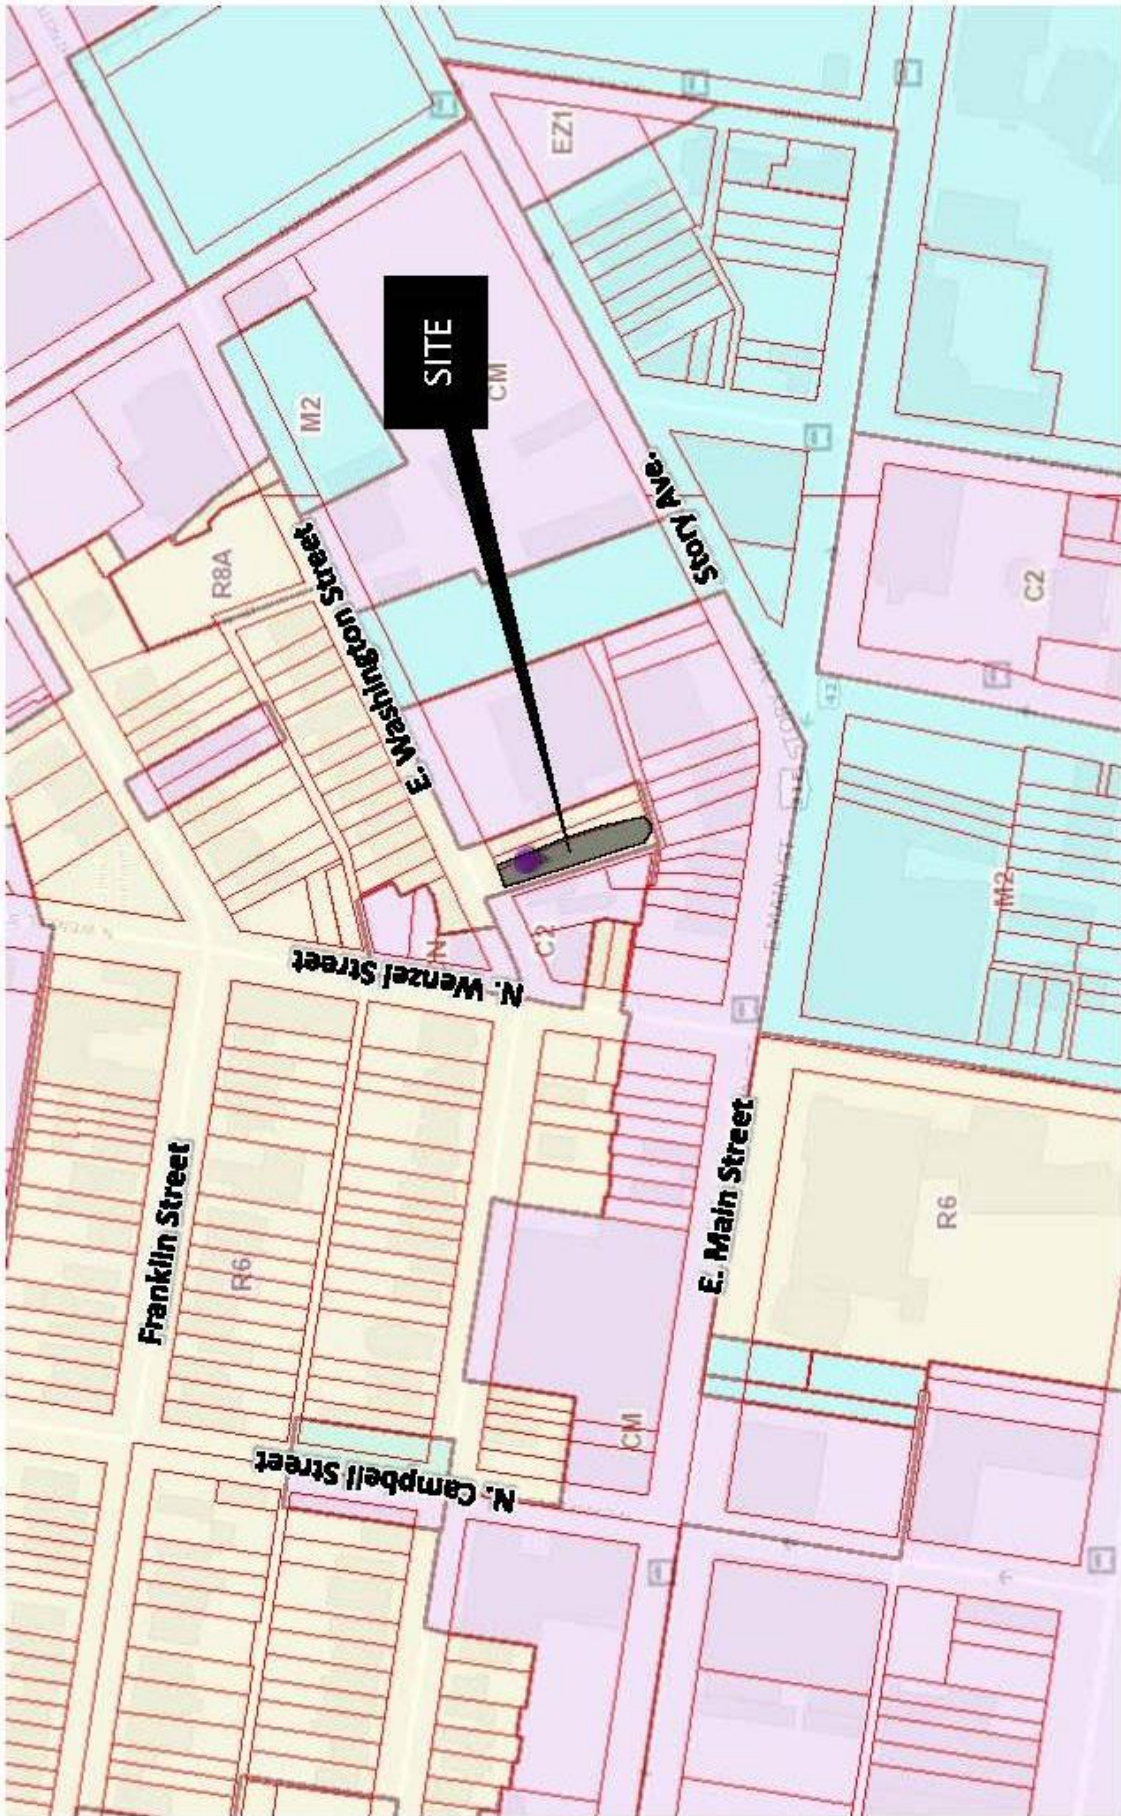 EZ1
M2
SITE
CM
R8A
E. Washington Street
Story Ave.
C2
N. Wenzel Street
C2
M2
Franklin Street
R6
E. Main Street
R6
N. Campbell Street
CM